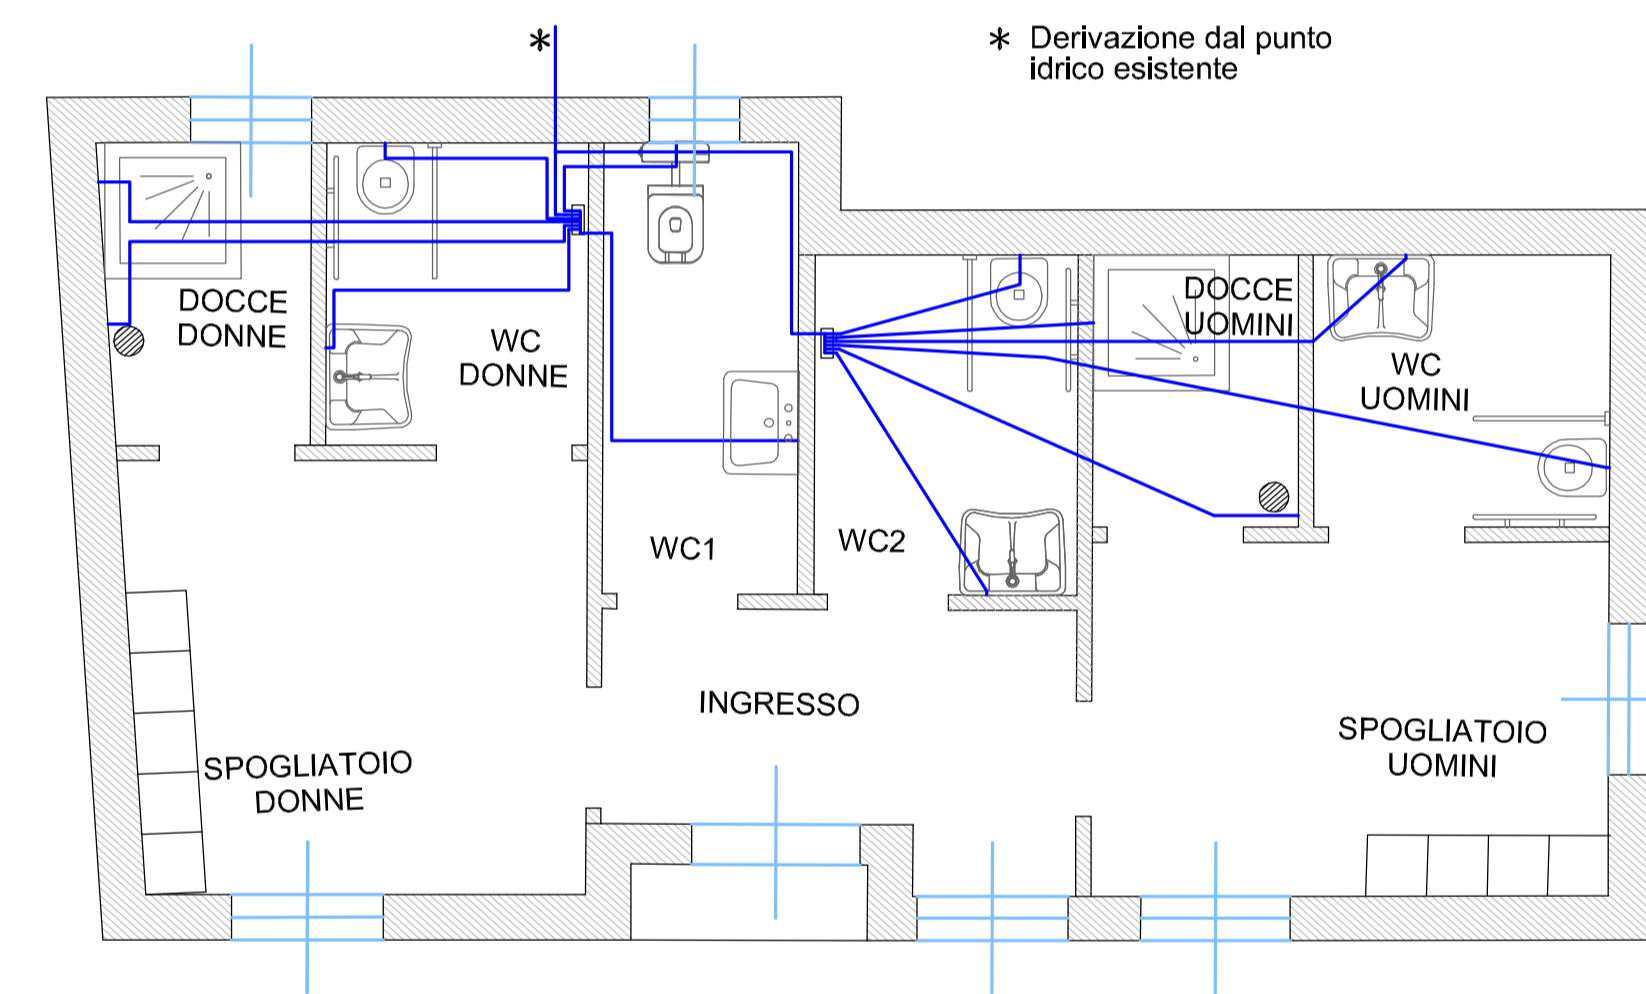 *
* Derivazione dal punto
idrico esistente
DOCCE
DONNE
WC
DONNE
DOCCE
UOMINI
WC
UOMINI
WC1
WC2
INGRESSO
SPOGLIATOIO
DONNE
SPOGLIATOIO
UOMINI